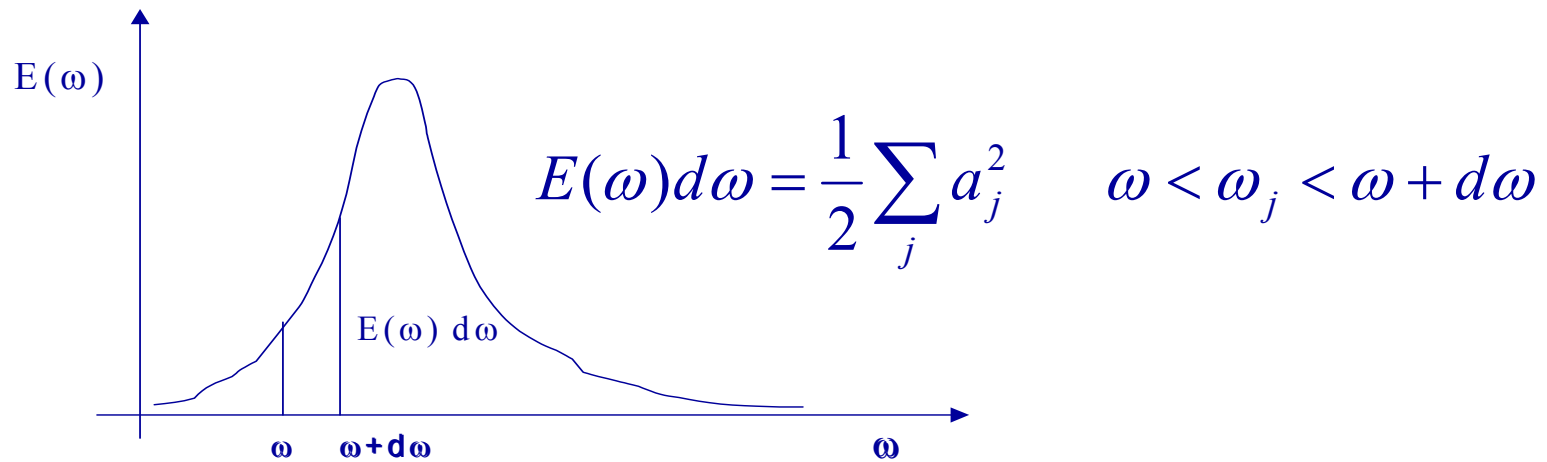 E(ω)
E(ω)dω = 1/2 ∑_j a_j^2    ω < ω_j < ω + dω
E(ω) dω
ω ω+dω ω